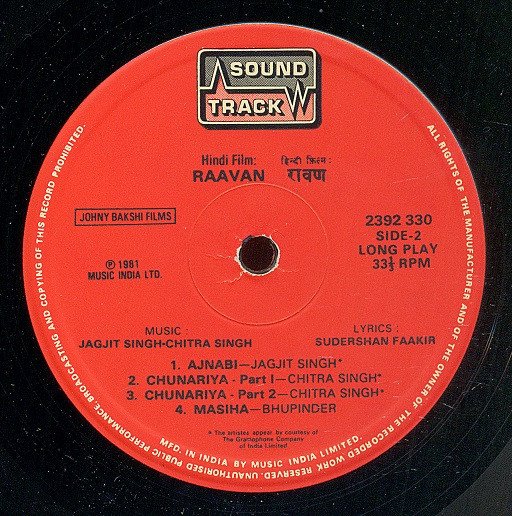 SOUND
TRACK
Hindi Film: हिन्दी फ़िल्म :
RAAVAN रावण
JOHNY BAKSHI FILMS
2392 330
SIDE-2
LONG PLAY
33⅓ RPM
℗ 1981
MUSIC INDIA LTD.
MUSIC :
JAGJIT SINGH-CHITRA SINGH
LYRICS :
SUDERSHAN FAAKIR
1. AJNABI—JAGJIT SINGH*
2. CHUNARIYA - Part I—CHITRA SINGH*
3. CHUNARIYA - Part 2—CHITRA SINGH*
4. MASIHA—BHUPINDER
* The artistes appear by courtesy of
The Gramophone Company
of India Limited.
MFD. IN INDIA BY MUSIC INDIA LIMITED.
ALL RIGHTS OF THE MANUFACTURER AND OF THE OWNER OF THE RECORDED WORK RESERVED. UNAUTHORISED PUBLIC PERFORMANCE BROADCASTING AND COPYING OF THIS RECORD PROHIBITED.